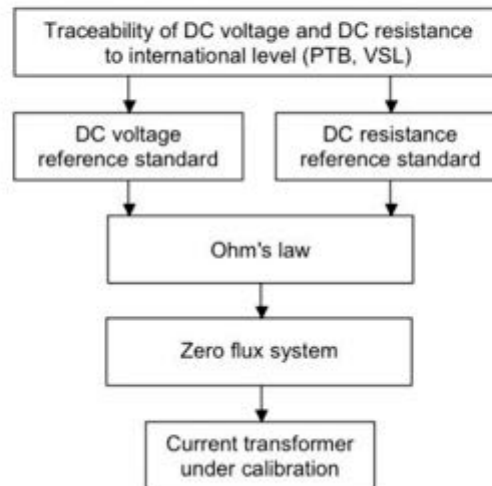 Traceability of DC voltage and DC resistance
to international level (PTB, VSL)
DC voltage
reference standard
DC resistance
reference standard
Ohm's law
Zero flux system
Current transformer
under calibration